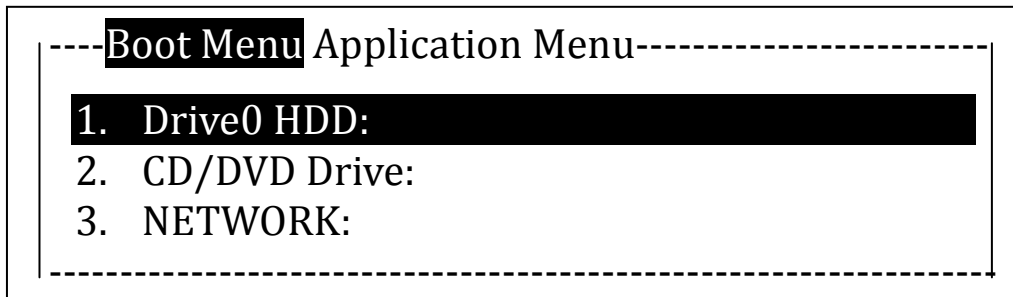 ----Boot Menu Application Menu-----------------------
1. Drive0 HDD:
2. CD/DVD Drive:
3. NETWORK: